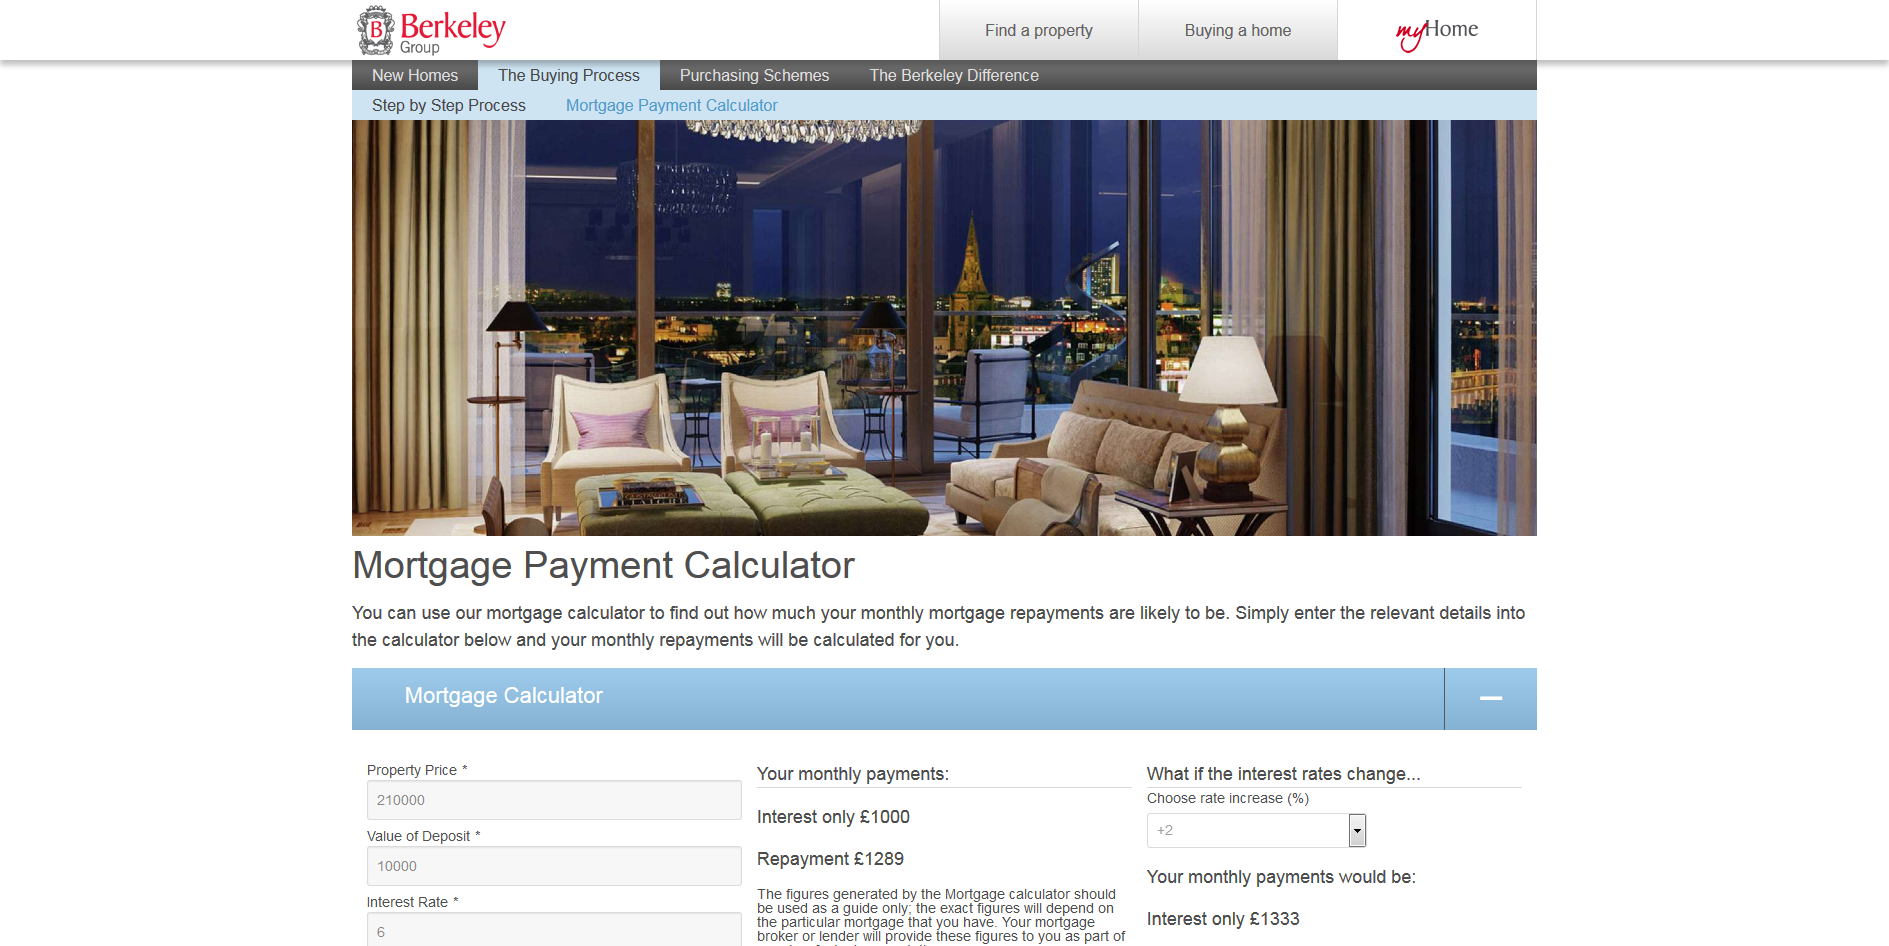 Berkeley
Group
B
Find a property
Buying a home
myHome
New Homes
The Buying Process
Purchasing Schemes
The Berkeley Difference
Step by Step Process
Mortgage Payment Calculator
Mortgage Payment Calculator
You can use our mortgage calculator to find out how much your monthly mortgage repayments are likely to be. Simply enter the relevant details into
the calculator below and your monthly repayments will be calculated for you.
Mortgage Calculator
Property Price *
210000
Value of Deposit *
10000
Interest Rate *
6
Your monthly payments:
Interest only £1000
Repayment £1289
The figures generated by the Mortgage calculator should
be used as a guide only; the exact figures will depend on
the particular mortgage that you have. Your mortgage
broker or lender will provide these figures to you as part of
What if the interest rates change...
Choose rate increase (%)
+2
Your monthly payments would be:
Interest only £1333